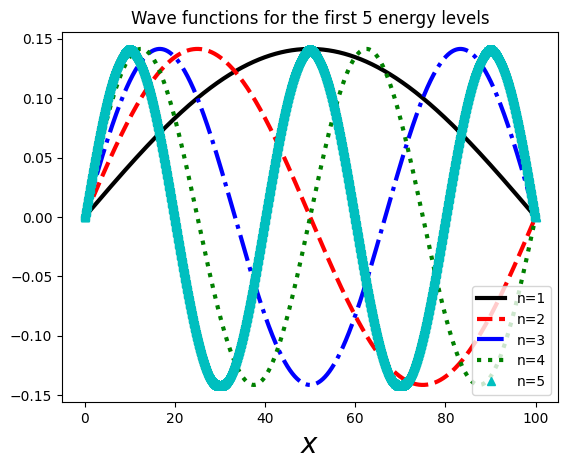 Wave functions for the first 5 energy levels
0.15
0.10
0.05
0.00
−0.05
−0.10
−0.15
n=1
n=2
n=3
n=4
n=5
0 20 40 60 80 100
x